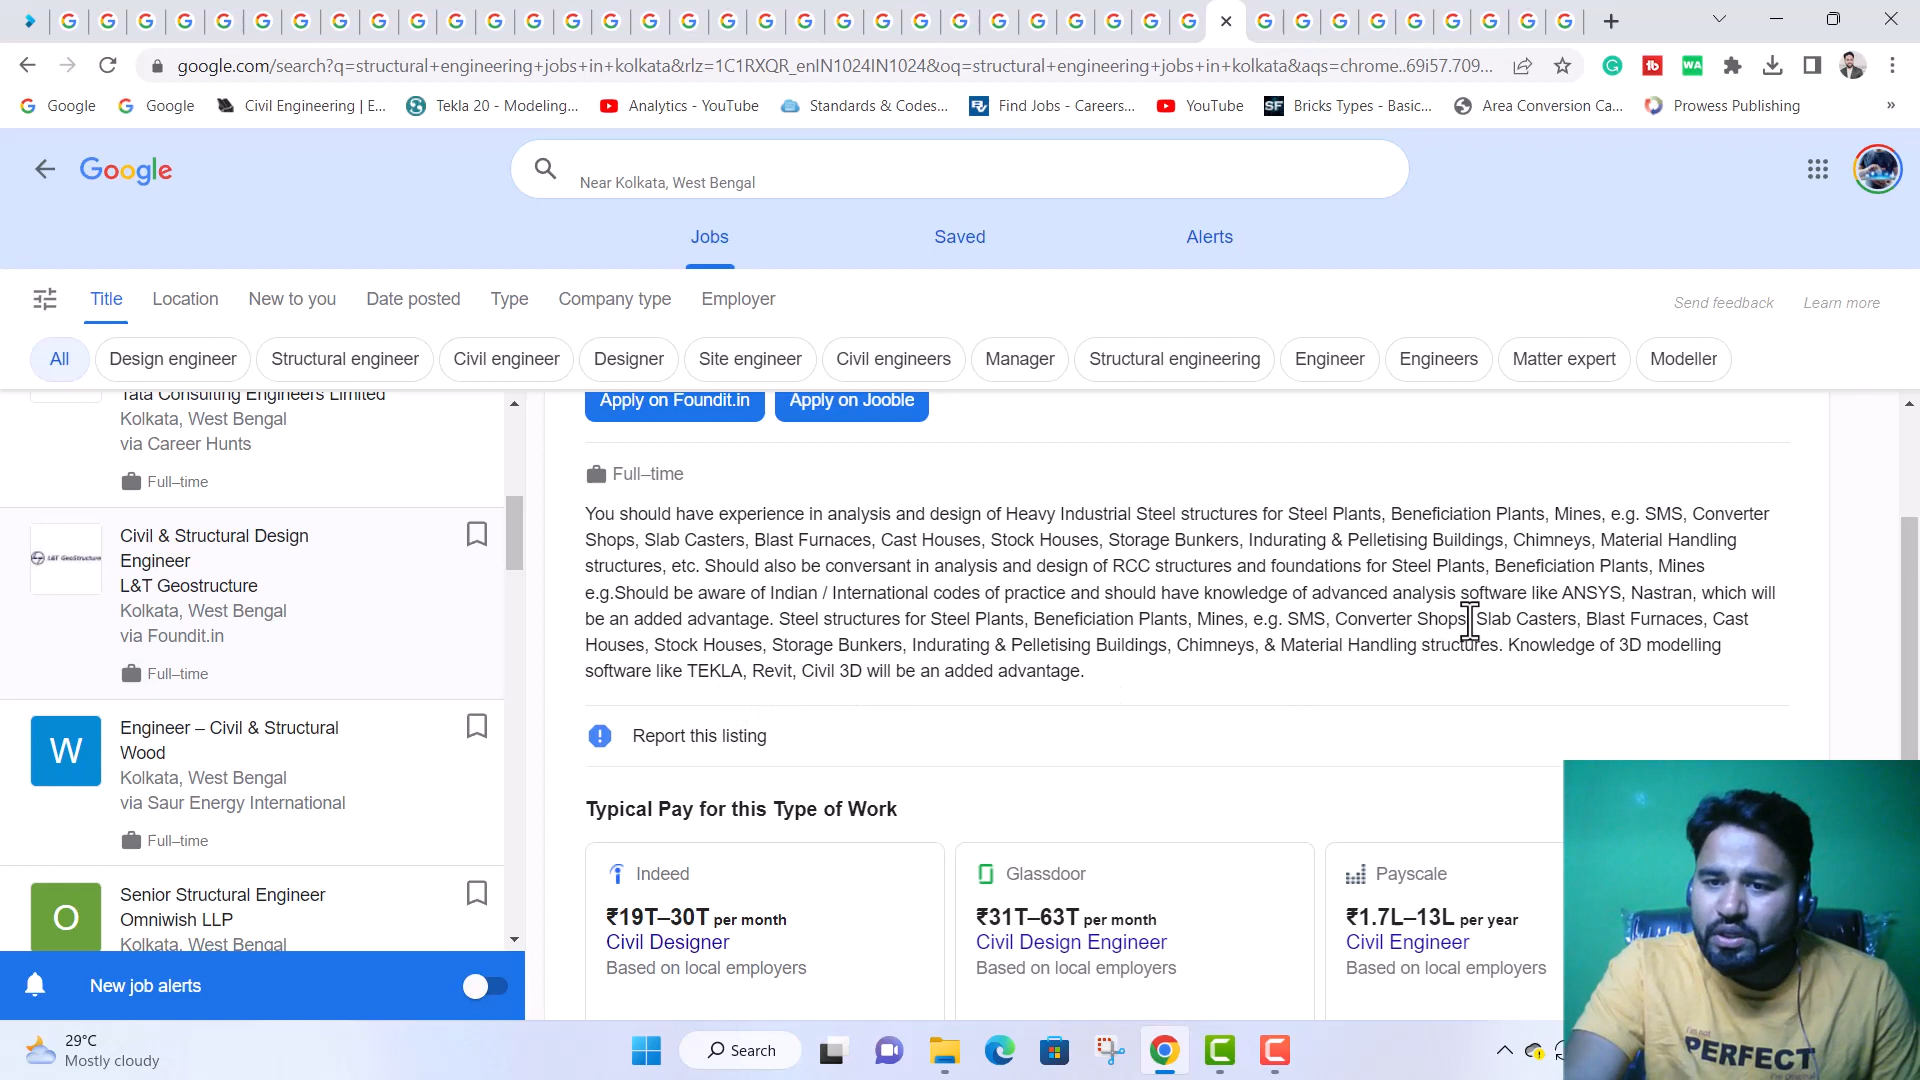 google.com/search?q=structural+engineering+jobs+in+kolkata&rlz=1C1RXQR_enIN1024IN1024&oq=structural+engineering+jobs+in+kolkata&aqs=chrome..69i57.709...
Google Google Civil Engineering | E... Tekla 20 - Modeling... Analytics - YouTube Standards & Codes... Find Jobs - Careers... YouTube Bricks Types - Basic... Area Conversion Ca... Prowess Publishing »
Google
Near Kolkata, West Bengal
Jobs Saved Alerts
Title Location New to you Date posted Type Company type Employer
Send feedback Learn more
All Design engineer Structural engineer Civil engineer Designer Site engineer Civil engineers Manager Structural engineering Engineer Engineers Matter expert Modeller
Tata Consulting Engineers Limited
Kolkata, West Bengal
via Career Hunts
Full–time
Civil & Structural Design
Engineer
L&T Geostructure
Kolkata, West Bengal
via Foundit.in
Full–time
L&T GeoStructure
Engineer – Civil & Structural
Wood
Kolkata, West Bengal
via Saur Energy International
Full–time
W
Senior Structural Engineer
Omniwish LLP
Kolkata, West Bengal
O
New job alerts
Apply on Foundit.in Apply on Jooble
Full–time
You should have experience in analysis and design of Heavy Industrial Steel structures for Steel Plants, Beneficiation Plants, Mines, e.g. SMS, Converter
Shops, Slab Casters, Blast Furnaces, Cast Houses, Stock Houses, Storage Bunkers, Indurating & Pelletising Buildings, Chimneys, Material Handling
structures, etc. Should also be conversant in analysis and design of RCC structures and foundations for Steel Plants, Beneficiation Plants, Mines
e.g.Should be aware of Indian / International codes of practice and should have knowledge of advanced analysis software like ANSYS, Nastran, which will
be an added advantage. Steel structures for Steel Plants, Beneficiation Plants, Mines, e.g. SMS, Converter Shops, Slab Casters, Blast Furnaces, Cast
Houses, Stock Houses, Storage Bunkers, Indurating & Pelletising Buildings, Chimneys, & Material Handling structures. Knowledge of 3D modelling
software like TEKLA, Revit, Civil 3D will be an added advantage.
Report this listing
Typical Pay for this Type of Work
Indeed
₹19T–30T per month
Civil Designer
Based on local employers
Glassdoor
₹31T–63T per month
Civil Design Engineer
Based on local employers
Payscale
₹1.7L–13L per year
Civil Engineer
Based on local employers
PERFECT
29°C
Mostly cloudy
Search